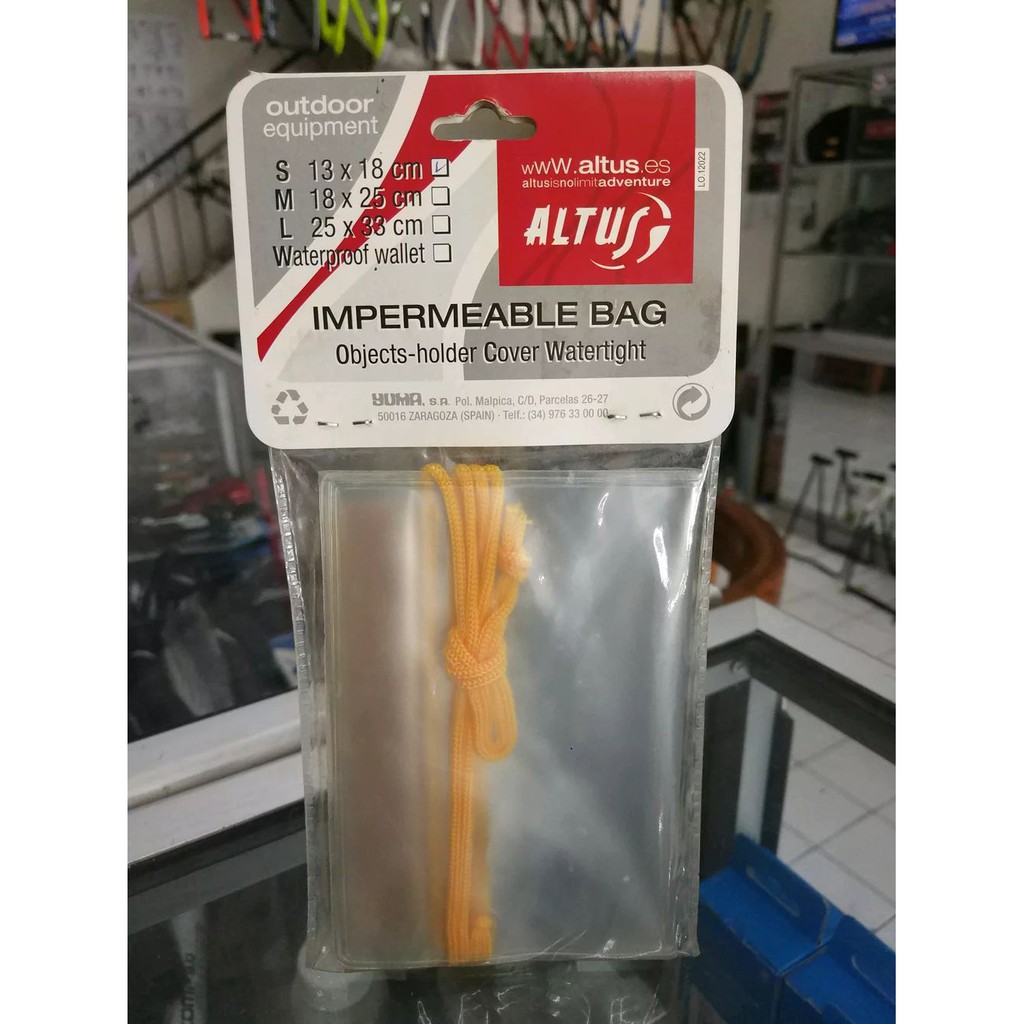 outdoor
equipment
S 13 x 18 cm
M 18 x 25 cm
L 25 x 33 cm
Waterproof wallet
wwW.altus.es
altusisnolimitadventure
ALTUS
LO.12022
IMPERMEABLE BAG
Objects-holder Cover Watertight
YUMA, S.A. Pol. Malpica, C/D, Parcelas 26-27
50016 ZARAGOZA (SPAIN) · Telf.: (34) 976 33 00 00